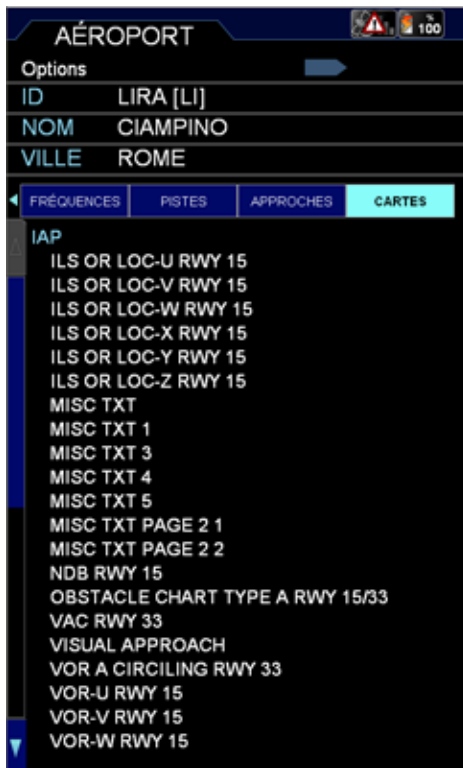 AÉROPORT
% 100
Options
ID LIRA [LI]
NOM CIAMPINO
VILLE ROME
FRÉQUENCES PISTES APPROCHES CARTES
IAP
ILS OR LOC-U RWY 15
ILS OR LOC-V RWY 15
ILS OR LOC-W RWY 15
ILS OR LOC-X RWY 15
ILS OR LOC-Y RWY 15
ILS OR LOC-Z RWY 15
MISC TXT
MISC TXT 1
MISC TXT 3
MISC TXT 4
MISC TXT 5
MISC TXT PAGE 2 1
MISC TXT PAGE 2 2
NDB RWY 15
OBSTACLE CHART TYPE A RWY 15/33
VAC RWY 33
VISUAL APPROACH
VOR A CIRCILING RWY 33
VOR-U RWY 15
VOR-V RWY 15
VOR-W RWY 15